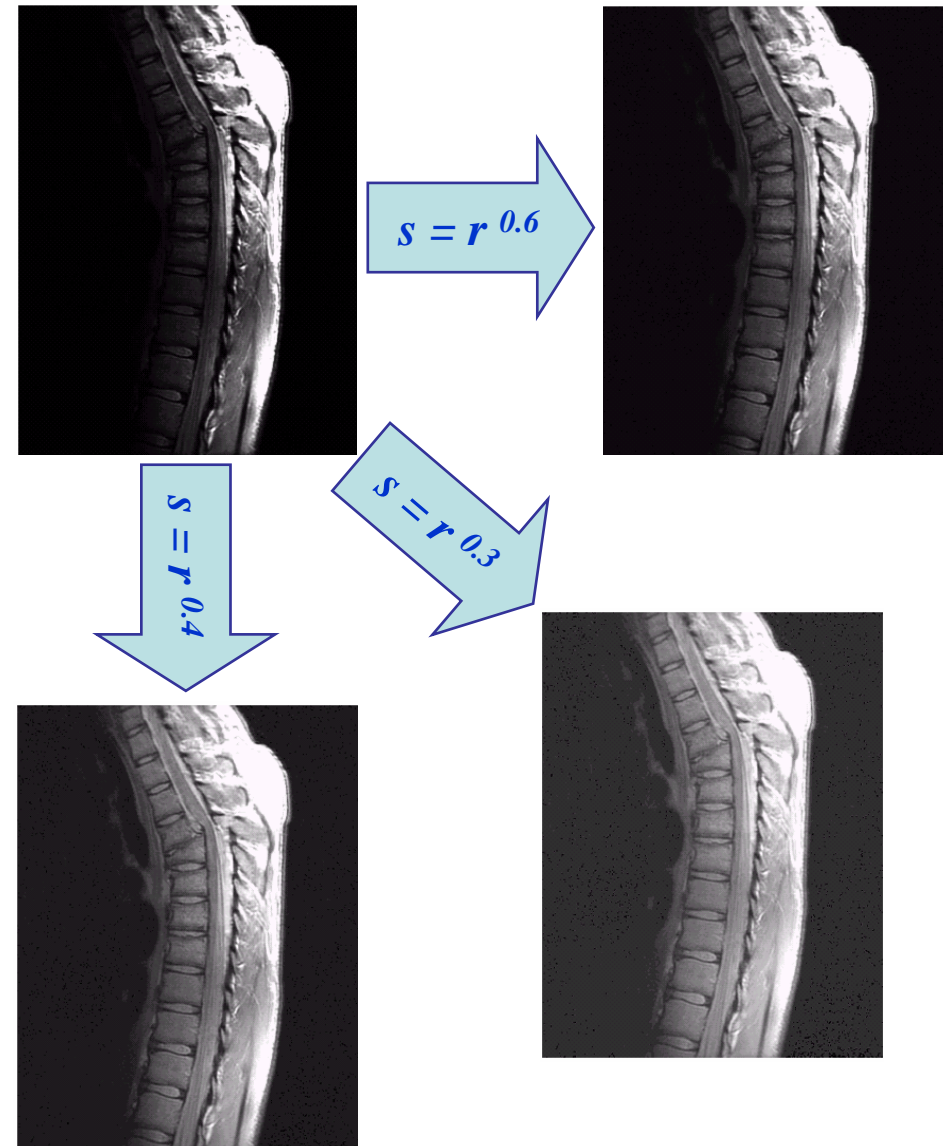 s = r 0.6
s = r 0.3
s = r 0.4